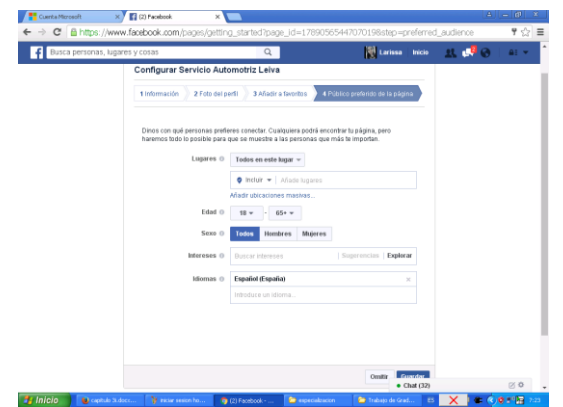 Cuenta Microsoft
(2) Facebook
https://www.facebook.com/pages/getting_started?page_id=1789056544707019&step=preferred_audience
Busca personas, lugares y cosas
Larissa Inicio
Configurar Servicio Automotriz Leiva
1 Información 2 Foto del perfil 3 Añadir a favoritos 4 Público preferido de la página
Dinos con qué personas prefieres conectar. Cualquiera podrá encontrar tu página, pero
haremos todo lo posible para que se muestre a las personas que más te importan.
Lugares Todos en este lugar
Incluir Añade lugares
Añadir ubicaciones masivas...
Edad 18 - 65+
Sexo Todos Hombres Mujeres
Intereses Buscar intereses Sugerencias Explorar
Idiomas Español (España)
Introduce un idioma...
Omitir Guardar
Chat (32)
Inicio capitulo 3.docx... iniciar sesion ho... (2) Facebook - ... especializacion Trabajo de Grad... ES 7:23